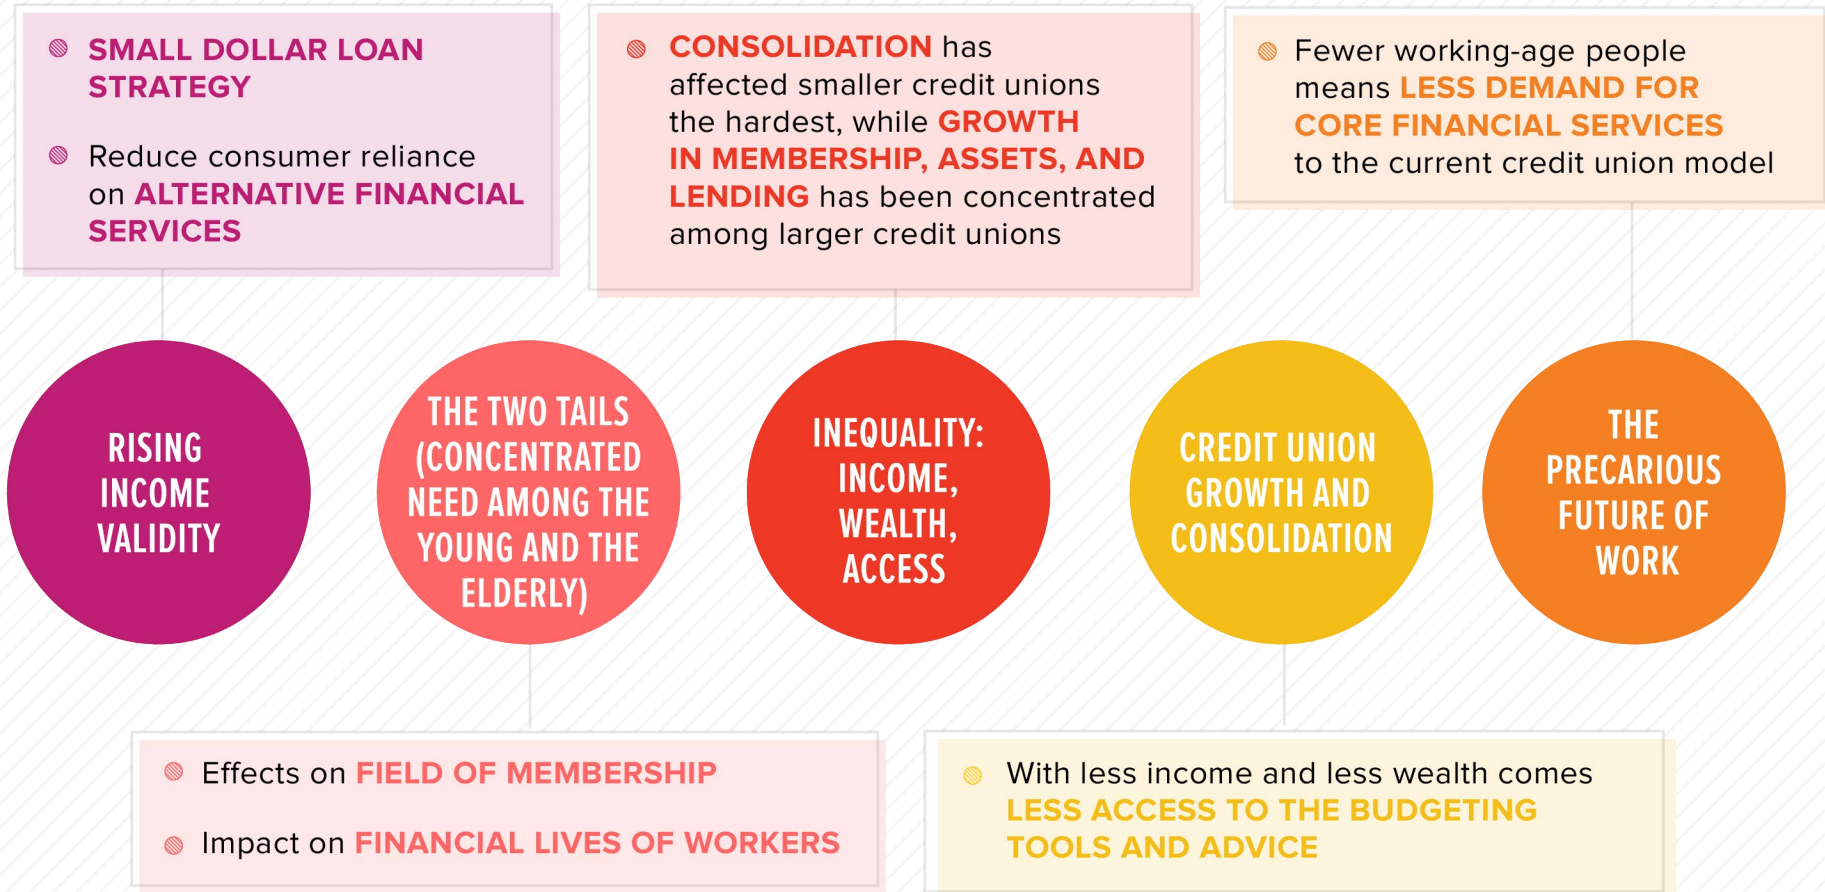 SMALL DOLLAR LOAN
STRATEGY
Reduce consumer reliance
on ALTERNATIVE FINANCIAL
SERVICES
CONSOLIDATION has
affected smaller credit unions
the hardest, while GROWTH
IN MEMBERSHIP, ASSETS, AND
LENDING has been concentrated
among larger credit unions
Fewer working-age people
means LESS DEMAND FOR
CORE FINANCIAL SERVICES
to the current credit union model
RISING
INCOME
VALIDITY
THE TWO TAILS
(CONCENTRATED
NEED AMONG THE
YOUNG AND THE
ELDERLY)
INEQUALITY:
INCOME,
WEALTH,
ACCESS
CREDIT UNION
GROWTH AND
CONSOLIDATION
THE
PRECARIOUS
FUTURE OF
WORK
Effects on FIELD OF MEMBERSHIP
Impact on FINANCIAL LIVES OF WORKERS
With less income and less wealth comes
LESS ACCESS TO THE BUDGETING
TOOLS AND ADVICE